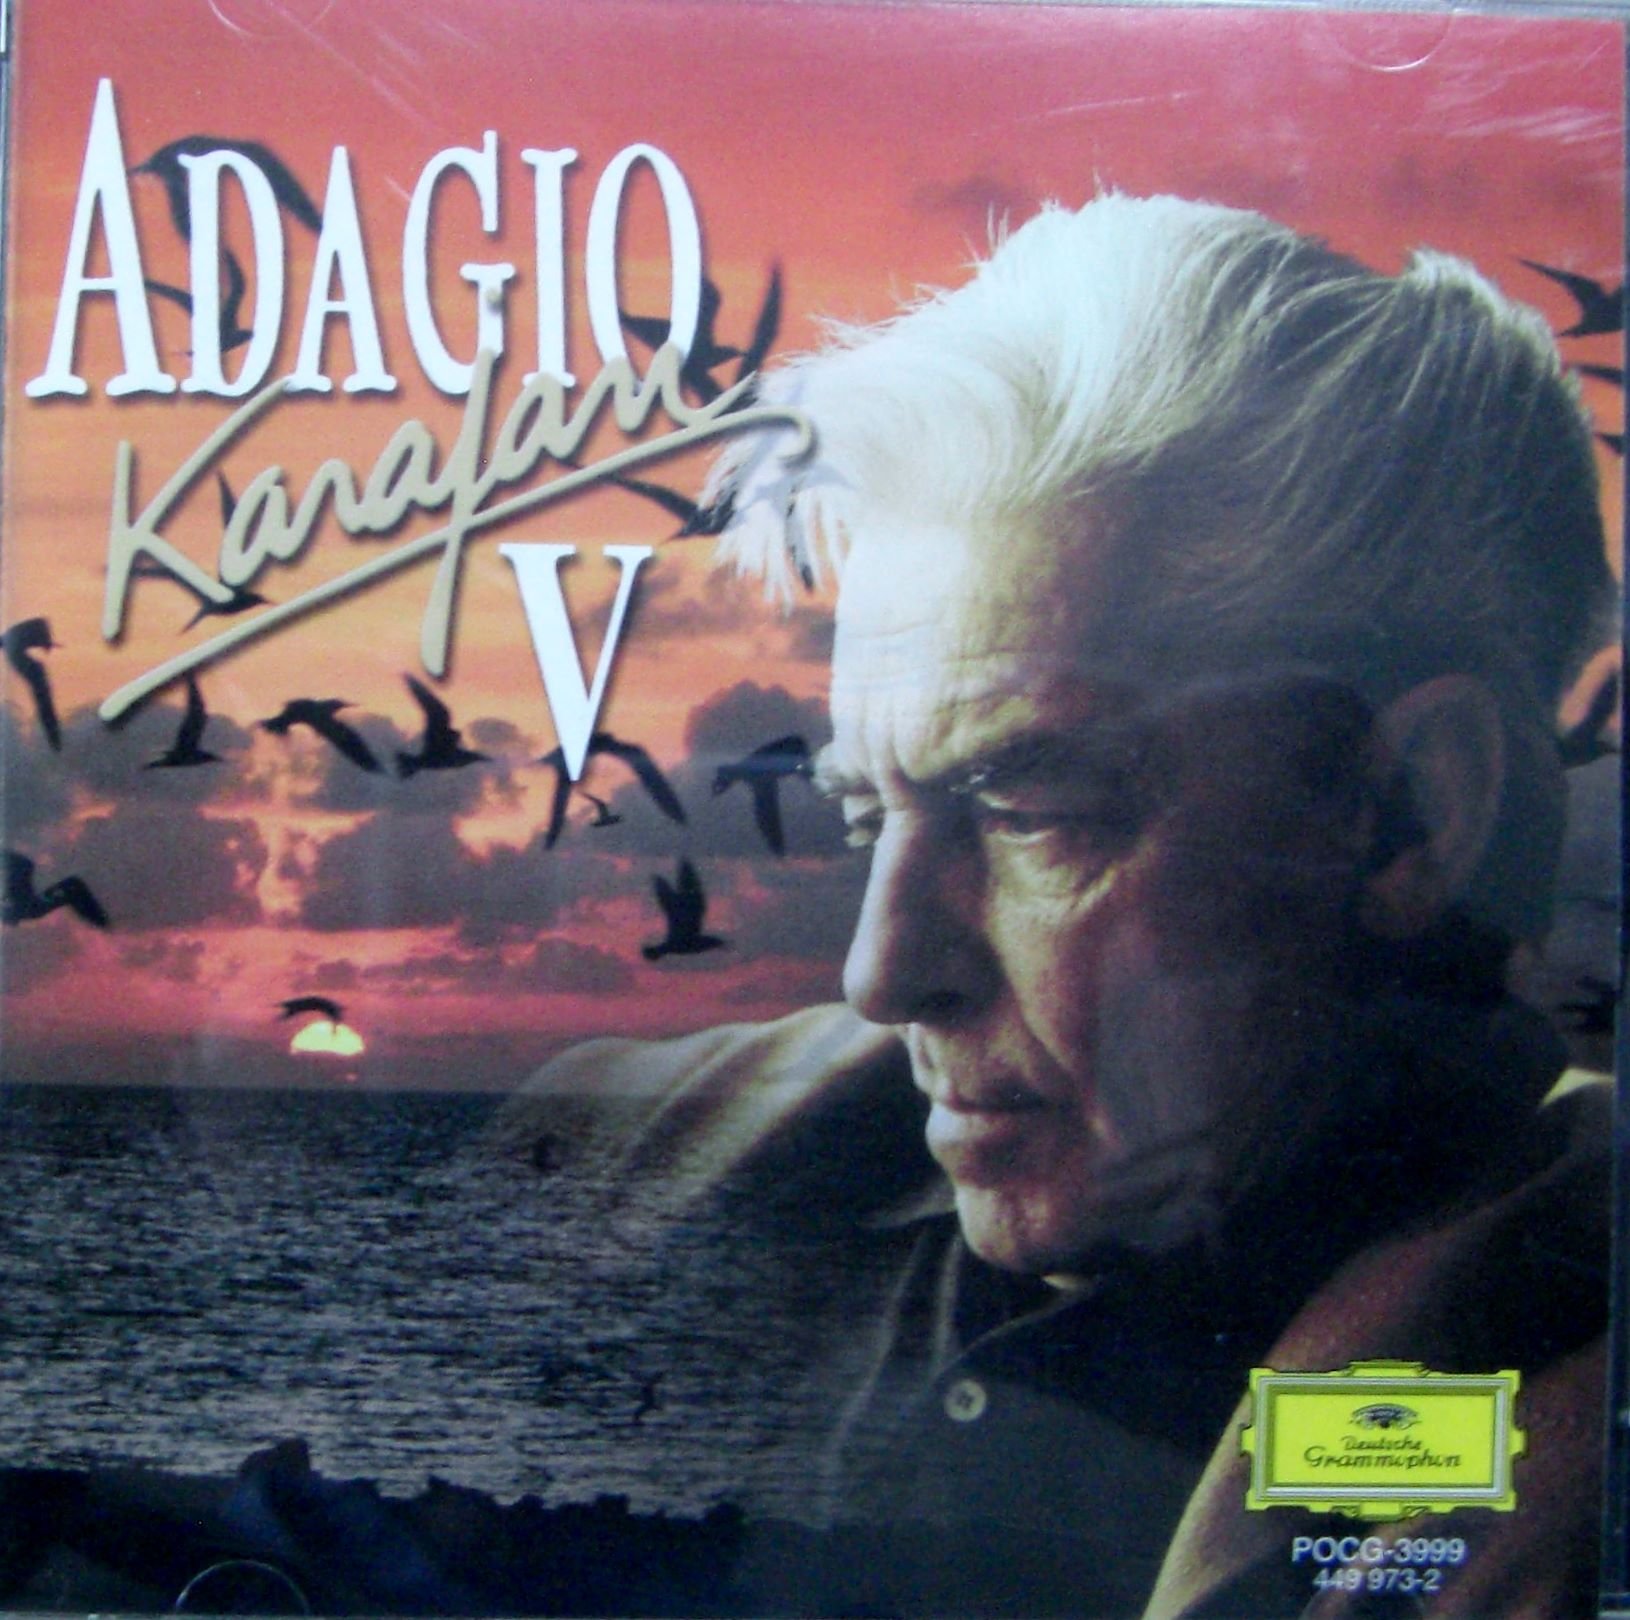 ADAGIO
Karajan
V
Deutsche
Grammophon
POCG-3999
449 973-2